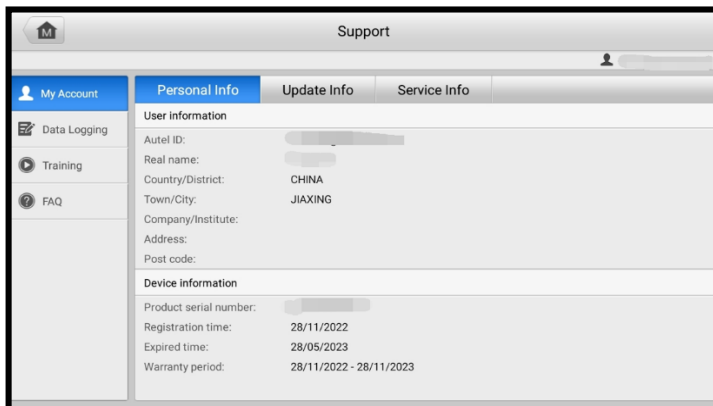 M
Support
My Account
Data Logging
Training
FAQ
Personal Info Update Info Service Info
User information
Autel ID:
Real name:
Country/District: CHINA
Town/City: JIAXING
Company/Institute:
Address:
Post code:
Device information
Product serial number:
Registration time: 28/11/2022
Expired time: 28/05/2023
Warranty period: 28/11/2022 - 28/11/2023